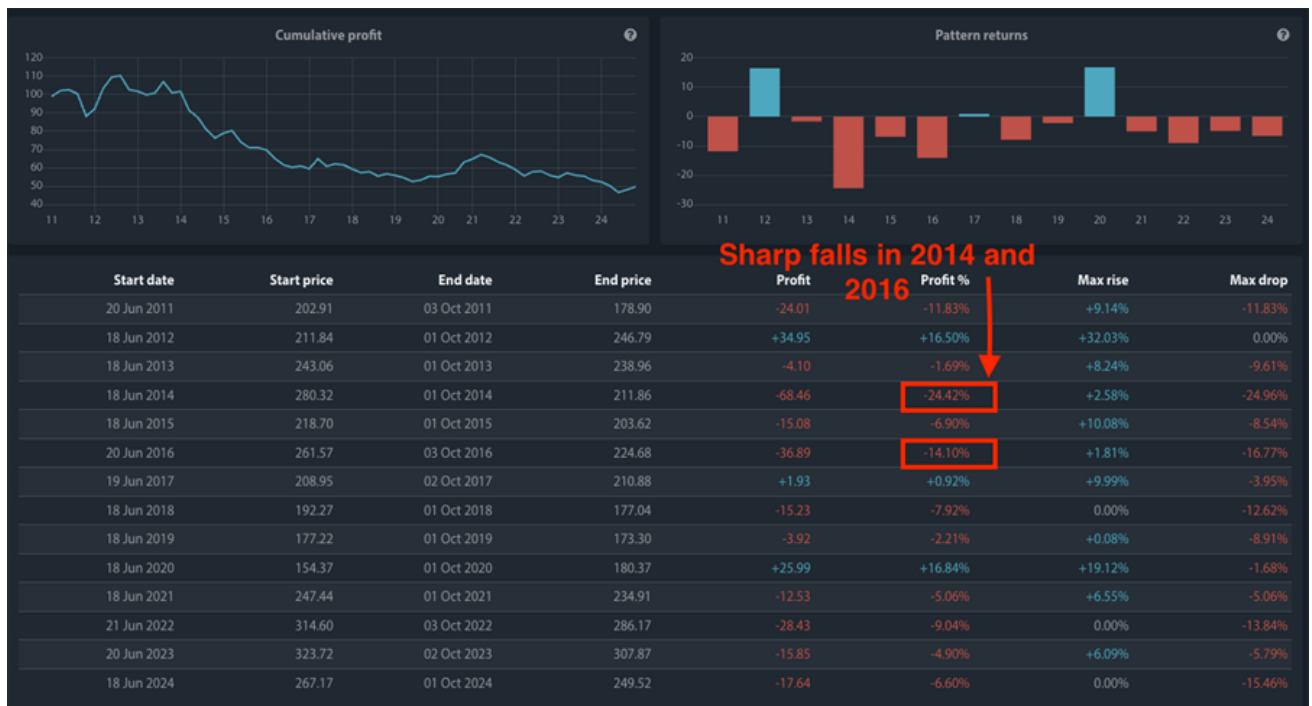 Cumulative profit
?
120
110
100
90
80
70
60
50
40
11 12 13 14 15 16 17 18 19 20 21 22 23 24
Pattern returns
?
20
10
0
-10
-20
-30
11 12 13 14 15 16 17 18 19 20 21 22 23 24
Sharp falls in 2014 and
2016
Start date Start price End date End price Profit Profit % Max rise Max drop
20 Jun 2011 202.91 03 Oct 2011 178.90 -24.01 -11.83% +9.14% -11.83%
18 Jun 2012 211.84 01 Oct 2012 246.79 +34.95 +16.50% +32.03% 0.00%
18 Jun 2013 243.06 01 Oct 2013 238.96 -4.10 -1.69% +8.24% -9.61%
18 Jun 2014 280.32 01 Oct 2014 211.86 -68.46 -24.42% +2.58% -24.96%
18 Jun 2015 218.70 01 Oct 2015 203.62 -15.08 -6.90% +10.08% -8.54%
20 Jun 2016 261.57 03 Oct 2016 224.68 -36.89 -14.10% +1.81% -16.77%
19 Jun 2017 208.95 02 Oct 2017 210.88 +1.93 +0.92% +9.99% -3.95%
18 Jun 2018 192.27 01 Oct 2018 177.04 -15.23 -7.92% 0.00% -12.62%
18 Jun 2019 177.22 01 Oct 2019 173.30 -3.92 -2.21% +0.08% -8.91%
18 Jun 2020 154.37 01 Oct 2020 180.37 +25.99 +16.84% +19.12% -1.68%
18 Jun 2021 247.44 01 Oct 2021 234.91 -12.53 -5.06% +6.55% -5.06%
21 Jun 2022 314.60 03 Oct 2022 286.17 -28.43 -9.04% 0.00% -13.84%
20 Jun 2023 323.72 02 Oct 2023 307.87 -15.85 -4.90% +6.09% -5.79%
18 Jun 2024 267.17 01 Oct 2024 249.52 -17.64 -6.60% 0.00% -15.46%